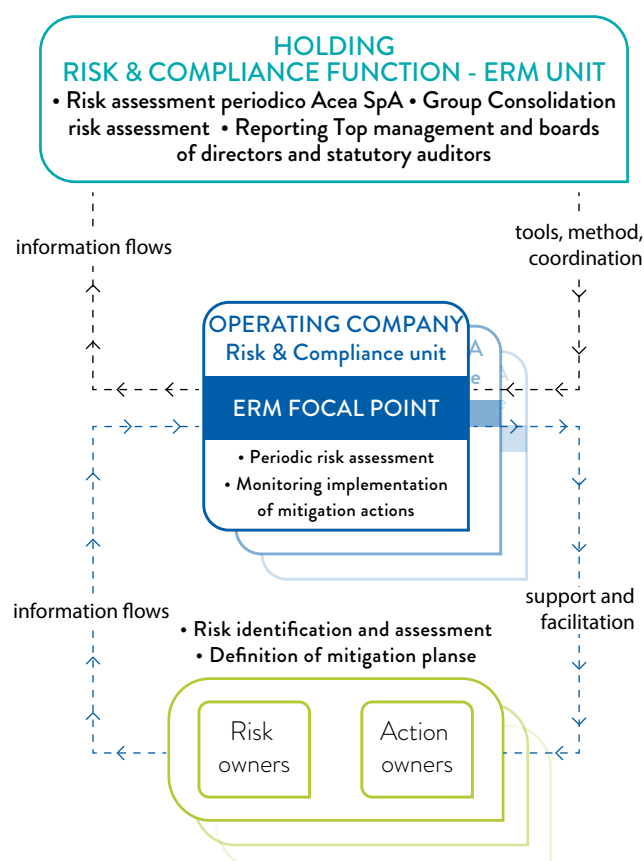 HOLDING
RISK & COMPLIANCE FUNCTION - ERM UNIT
• Risk assessment periodico Acea SpA • Group Consolidation
risk assessment • Reporting Top management and boards
of directors and statutory auditors
information flows
tools, method,
coordination
OPERATING COMPANY
Risk & Compliance unit
A
e
A
e
ERM FOCAL POINT
• Periodic risk assessment
• Monitoring implementation
of mitigation actions
information flows
support and
facilitation
• Risk identification and assessment
• Definition of mitigation planse
Risk
owners
Action
owners